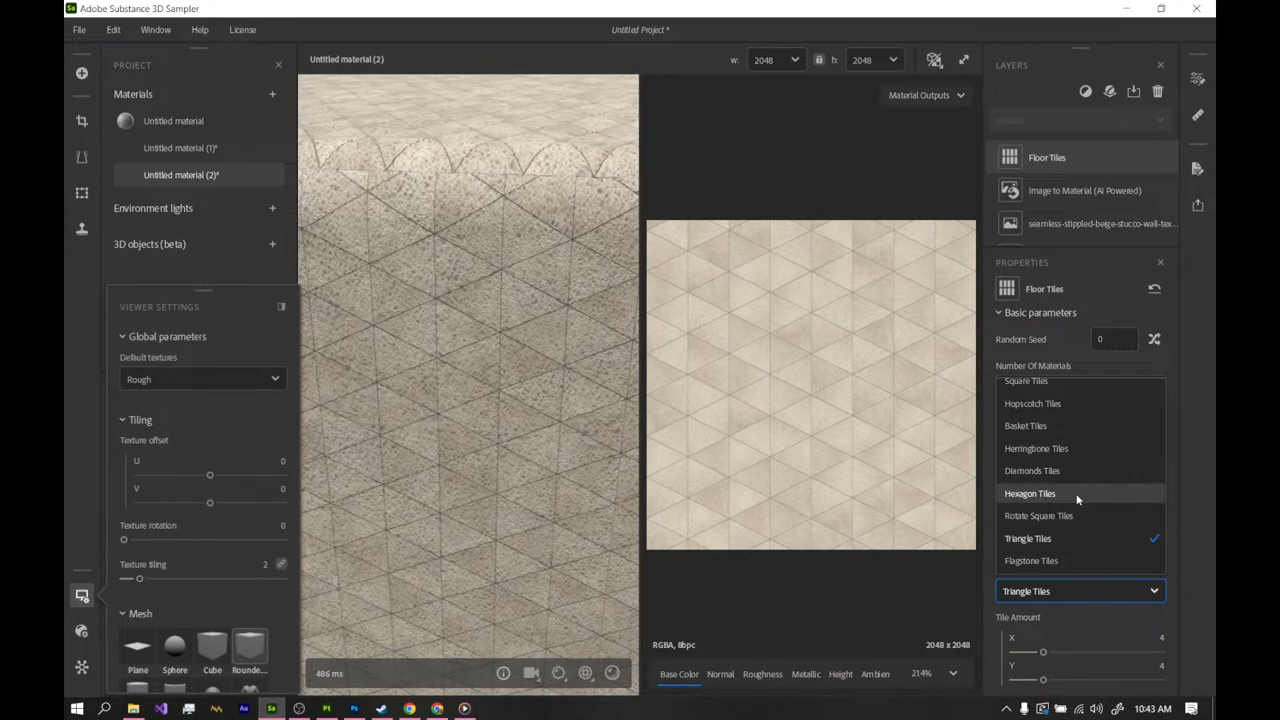 Adobe Substance 3D Sampler
File Edit Window Help License
Untitled Project *
PROJECT
Materials
Untitled material
Untitled material (1)*
Untitled material (2)*
Environment lights
3D objects (beta)
VIEWER SETTINGS
Global parameters
Default textures
Rough
Tiling
Texture offset
U 0
V 0
Texture rotation 0
Texture tiling 2
Mesh
Plane Sphere Cube Rounde...
Untitled material (2)
w: 2048 h: 2048
Material Outputs
486 ms
RGBA, 8bpc 2048 x 2048
Base Color Normal Roughness Metallic Height Ambien 21.4%
LAYERS
Material
Floor Tiles
Image to Material (AI Powered)
seamless-stippled-beige-stucco-wall-tex...
PROPERTIES
Floor Tiles
Basic parameters
Random Seed 0
Number Of Materials
Square Tiles
Hopscotch Tiles
Basket Tiles
Herringbone Tiles
Diamonds Tiles
Hexagon Tiles
Rotate Square Tiles
Triangle Tiles
Flagstone Tiles
Triangle Tiles
Tile Amount
X 4
Y 4
10:43 AM